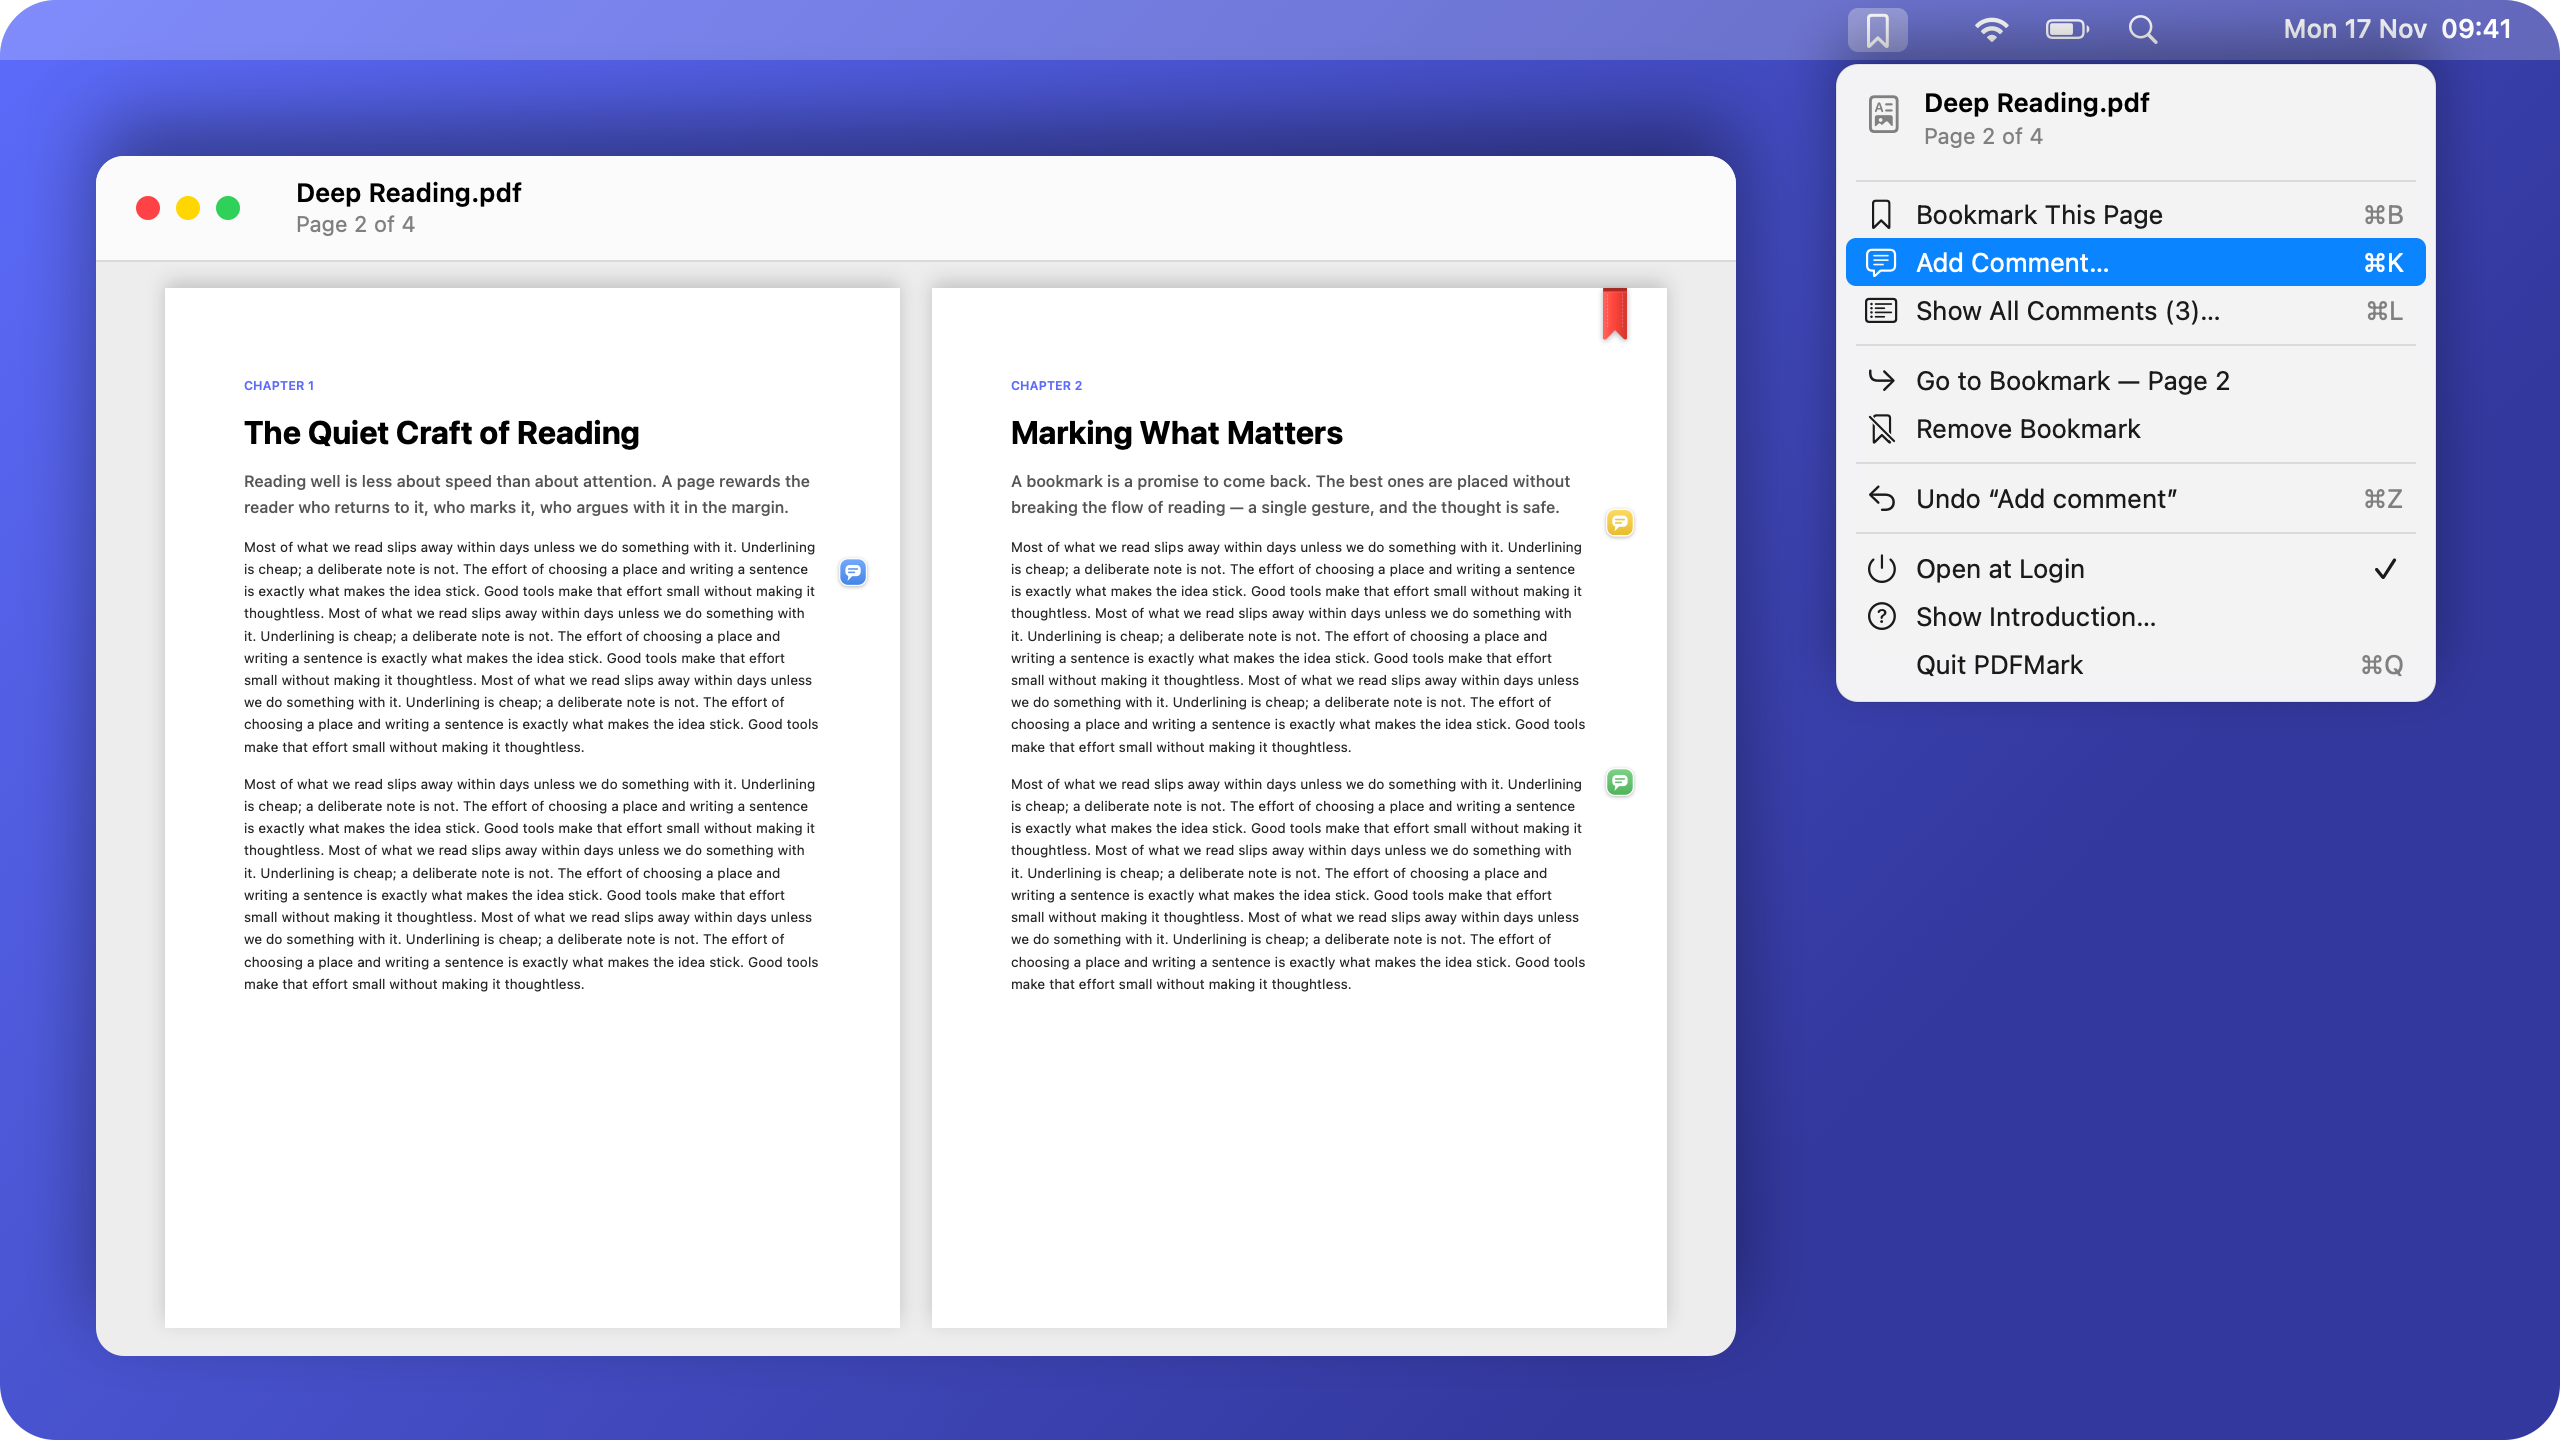 Mon 17 Nov 09:41
Deep Reading.pdf
Page 2 of 4
CHAPTER 1
The Quiet Craft of Reading
Reading well is less about speed than about attention. A page rewards the
reader who returns to it, who marks it, who argues with it in the margin.
Most of what we read slips away within days unless we do something with it. Underlining
is cheap; a deliberate note is not. The effort of choosing a place and writing a sentence
is exactly what makes the idea stick. Good tools make that effort small without making it
thoughtless. Most of what we read slips away within days unless we do something with
it. Underlining is cheap; a deliberate note is not. The effort of choosing a place and
writing a sentence is exactly what makes the idea stick. Good tools make that effort
small without making it thoughtless. Most of what we read slips away within days unless
we do something with it. Underlining is cheap; a deliberate note is not. The effort of
choosing a place and writing a sentence is exactly what makes the idea stick. Good tools
make that effort small without making it thoughtless.
Most of what we read slips away within days unless we do something with it. Underlining
is cheap; a deliberate note is not. The effort of choosing a place and writing a sentence
is exactly what makes the idea stick. Good tools make that effort small without making it
thoughtless. Most of what we read slips away within days unless we do something with
it. Underlining is cheap; a deliberate note is not. The effort of choosing a place and
writing a sentence is exactly what makes the idea stick. Good tools make that effort
small without making it thoughtless. Most of what we read slips away within days unless
we do something with it. Underlining is cheap; a deliberate note is not. The effort of
choosing a place and writing a sentence is exactly what makes the idea stick. Good tools
make that effort small without making it thoughtless.
CHAPTER 2
Marking What Matters
A bookmark is a promise to come back. The best ones are placed without
breaking the flow of reading — a single gesture, and the thought is safe.
Most of what we read slips away within days unless we do something with it. Underlining
is cheap; a deliberate note is not. The effort of choosing a place and writing a sentence
is exactly what makes the idea stick. Good tools make that effort small without making it
thoughtless. Most of what we read slips away within days unless we do something with
it. Underlining is cheap; a deliberate note is not. The effort of choosing a place and
writing a sentence is exactly what makes the idea stick. Good tools make that effort
small without making it thoughtless. Most of what we read slips away within days unless
we do something with it. Underlining is cheap; a deliberate note is not. The effort of
choosing a place and writing a sentence is exactly what makes the idea stick. Good tools
make that effort small without making it thoughtless.
Most of what we read slips away within days unless we do something with it. Underlining
is cheap; a deliberate note is not. The effort of choosing a place and writing a sentence
is exactly what makes the idea stick. Good tools make that effort small without making it
thoughtless. Most of what we read slips away within days unless we do something with
it. Underlining is cheap; a deliberate note is not. The effort of choosing a place and
writing a sentence is exactly what makes the idea stick. Good tools make that effort
small without making it thoughtless. Most of what we read slips away within days unless
we do something with it. Underlining is cheap; a deliberate note is not. The effort of
choosing a place and writing a sentence is exactly what makes the idea stick. Good tools
make that effort small without making it thoughtless.
Deep Reading.pdf
Page 2 of 4
Bookmark This Page ⌘B
Add Comment... ⌘K
Show All Comments (3)... ⌘L
Go to Bookmark — Page 2
Remove Bookmark
Undo “Add comment” ⌘Z
Open at Login ✓
Show Introduction...
Quit PDFMark ⌘Q